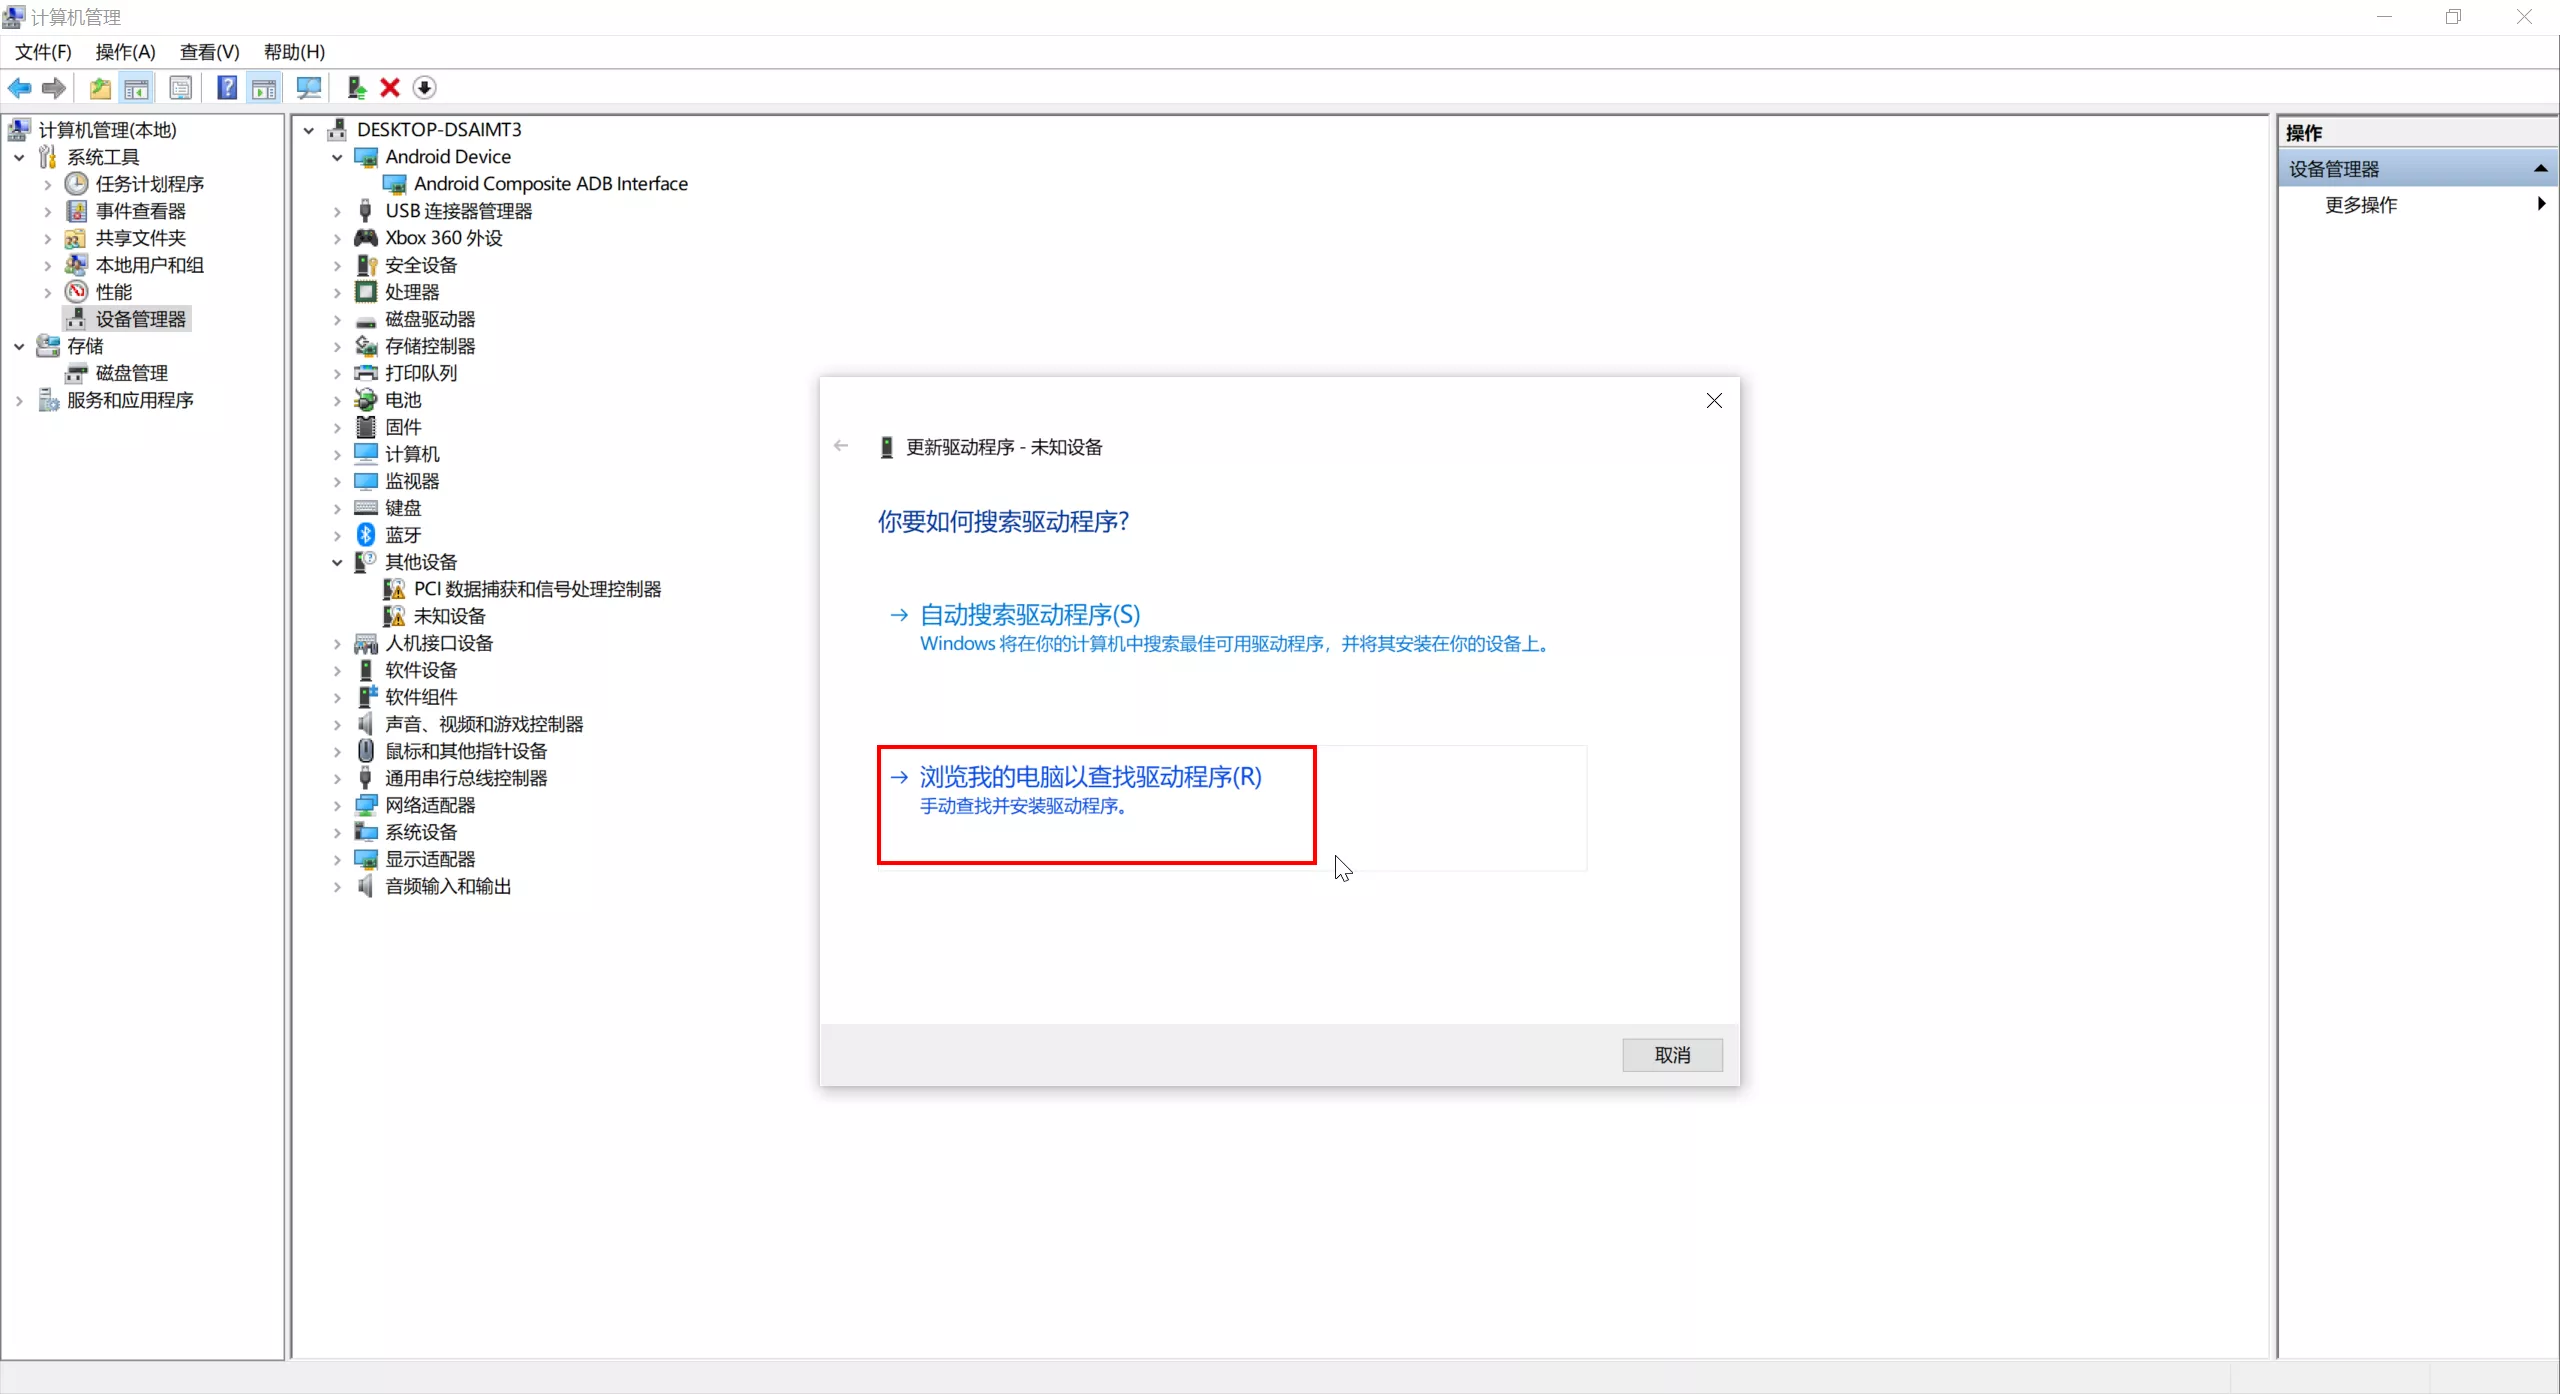 计算机管理
文件(F) 操作(A) 查看(V) 帮助(H)
计算机管理(本地)
系统工具
任务计划程序
事件查看器
共享文件夹
本地用户和组
性能
设备管理器
存储
磁盘管理
服务和应用程序
DESKTOP-DSAIMT3
Android Device
Android Composite ADB Interface
USB 连接器管理器
Xbox 360 外设
安全设备
处理器
磁盘驱动器
存储控制器
打印队列
电池
固件
计算机
监视器
键盘
蓝牙
其他设备
PCI 数据捕获和信号处理控制器
未知设备
人机接口设备
软件设备
软件组件
声音、视频和游戏控制器
鼠标和其他指针设备
通用串行总线控制器
网络适配器
系统设备
显示适配器
音频输入和输出
更新驱动程序 - 未知设备
你要如何搜索驱动程序?
自动搜索驱动程序(S)
Windows 将在你的计算机中搜索最佳可用驱动程序，并将其安装在你的设备上。
浏览我的电脑以查找驱动程序(R)
手动查找并安装驱动程序。
取消
操作
设备管理器
更多操作